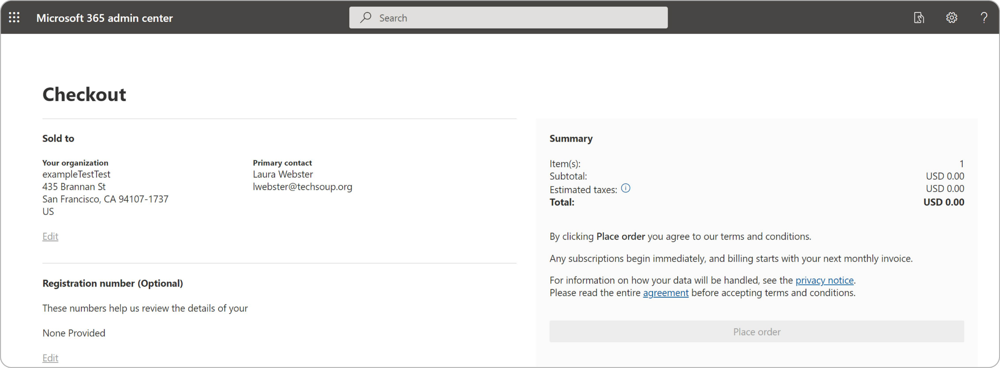 Microsoft 365 admin center
Search
?
Checkout
Sold to
Your organization
exampleTestTest
435 Brannan St
San Francisco, CA 94107-1737
US
Primary contact
Laura Webster
lwebster@techsoup.org
Edit
Registration number (Optional)
These numbers help us review the details of your
None Provided
Edit
Summary
Item(s): 1
Subtotal: USD 0.00
Estimated taxes: USD 0.00
Total: USD 0.00
By clicking Place order you agree to our terms and conditions.
Any subscriptions begin immediately, and billing starts with your next monthly invoice.
For information on how your data will be handled, see the privacy notice.
Please read the entire agreement before accepting terms and conditions.
Place order